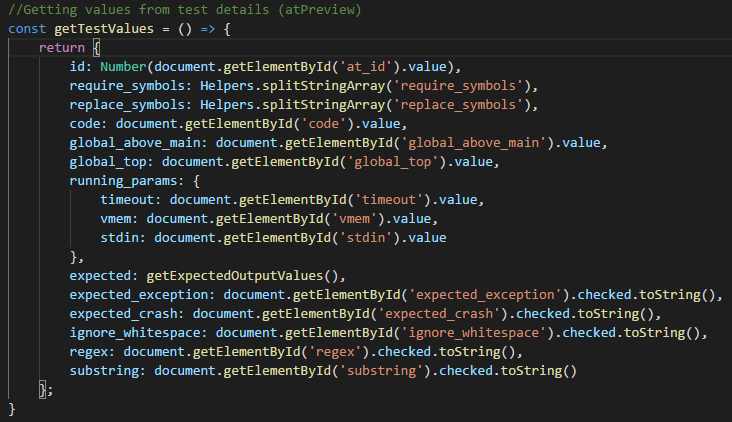 //Getting values from test details (atPreview)
const getTestValues = () => {
    return {
        id: Number(document.getElementById('at_id').value),
        require_symbols: Helpers.splitStringArray('require_symbols'),
        replace_symbols: Helpers.splitStringArray('replace_symbols'),
        code: document.getElementById('code').value,
        global_above_main: document.getElementById('global_above_main').value,
        global_top: document.getElementById('global_top').value,
        running_params: {
            timeout: document.getElementById('timeout').value,
            vmem: document.getElementById('vmem').value,
            stdin: document.getElementById('stdin').value
        },
        expected: getExpectedOutputValues(),
        expected_exception: document.getElementById('expected_exception').checked.toString(),
        expected_crash: document.getElementById('expected_crash').checked.toString(),
        ignore_whitespace: document.getElementById('ignore_whitespace').checked.toString(),
        regex: document.getElementById('regex').checked.toString(),
        substring: document.getElementById('substring').checked.toString()
    };
}